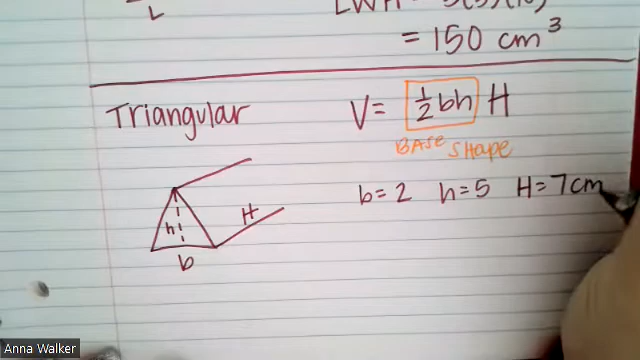 L
= 150 cm³
Triangular
V = ½bh H
BASE SHAPE
h
H
b
b=2 h=5 H=7cm
Anna Walker